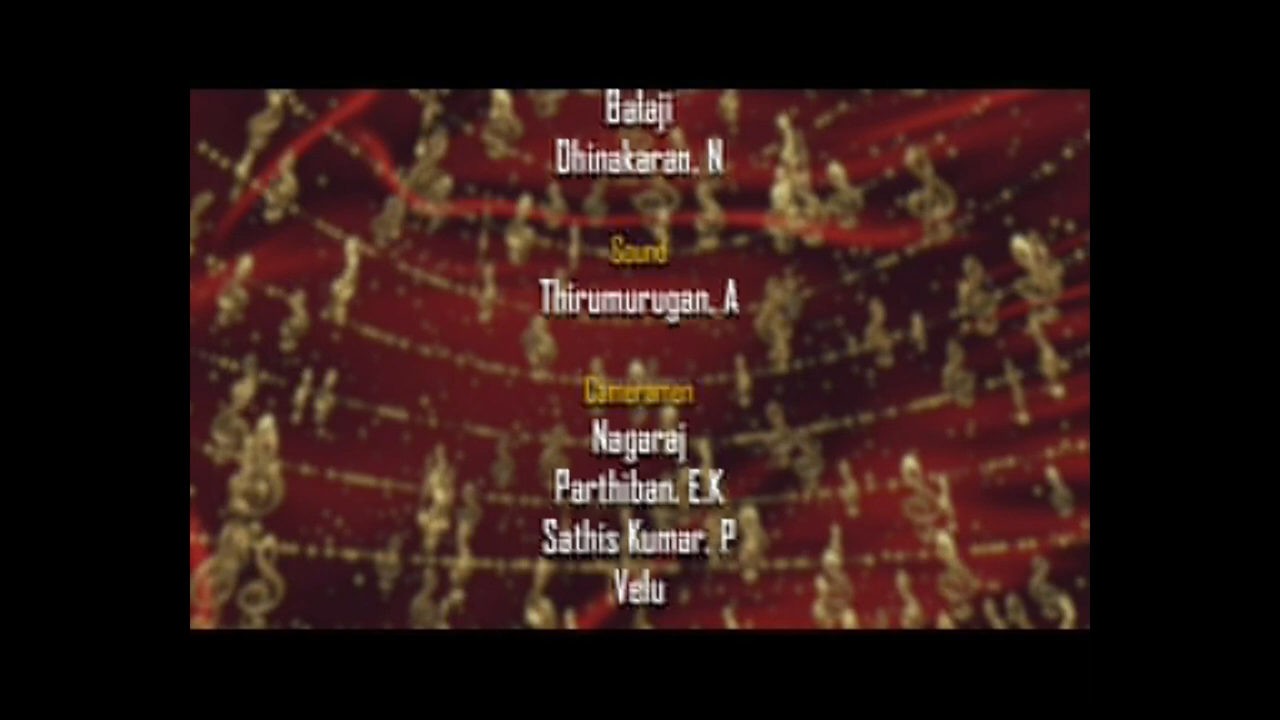 Balaji
Dhinakaran. N
Sound
Thirumurugan. A
Cameramen
Nagaraj
Parthiban. E.K
Sathis Kumar. P
Velu